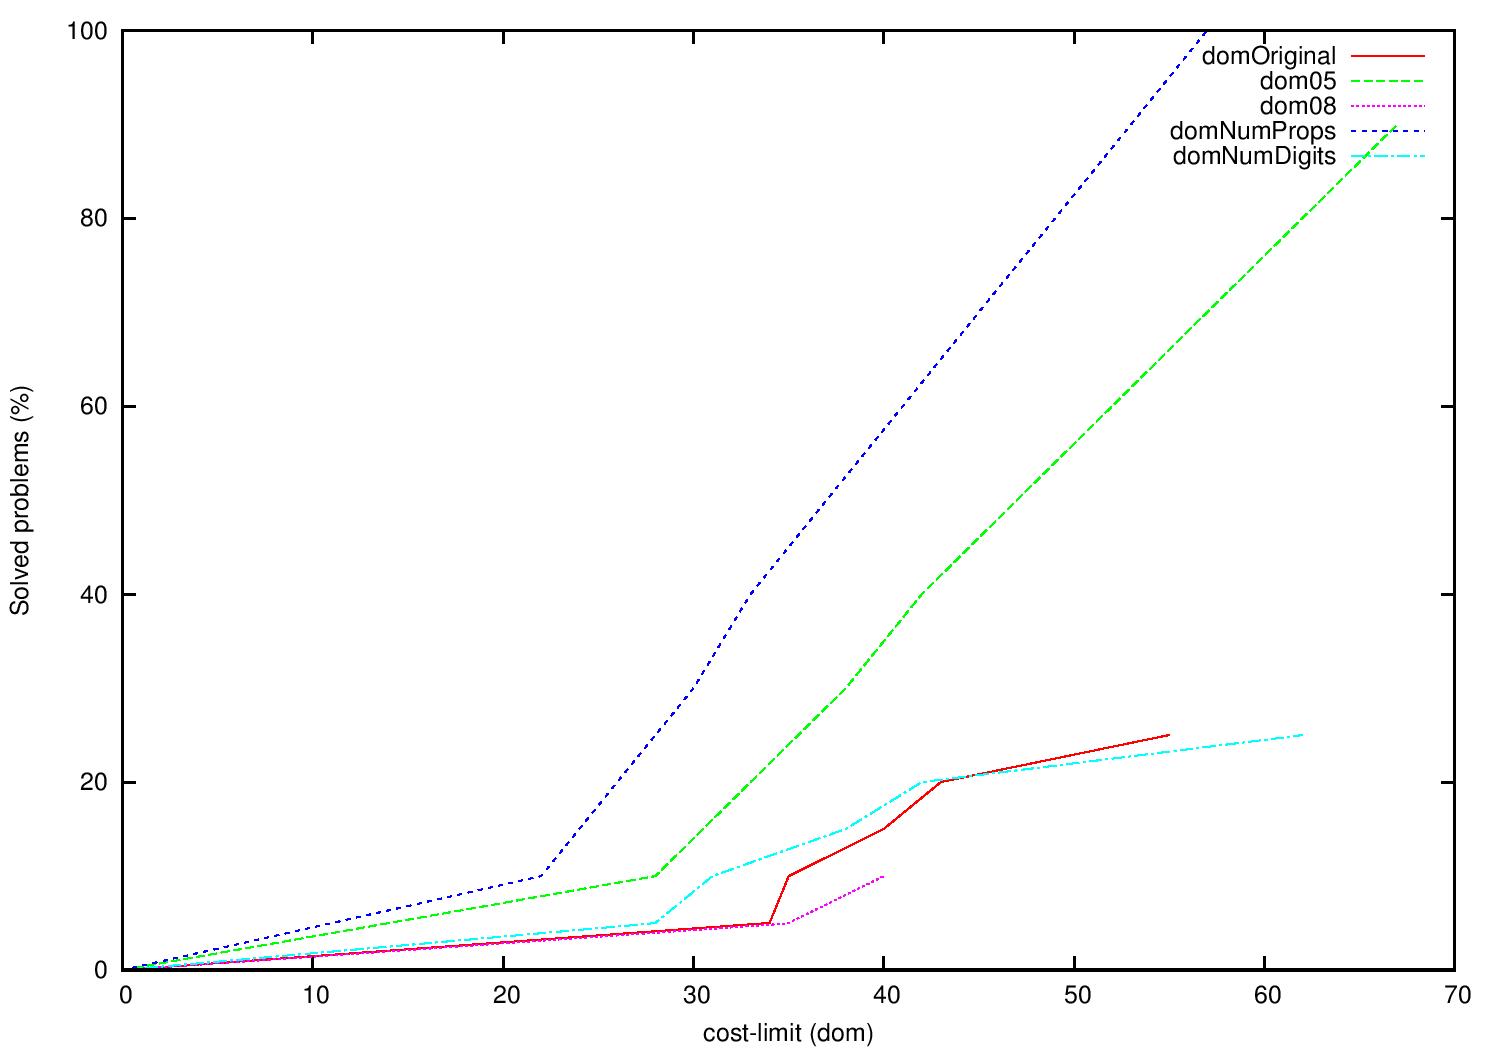 100
80
60
40
20
0
Solved problems (%)
domOriginal
dom05
dom08
domNumProps
domNumDigits
0 10 20 30 40 50 60 70
cost-limit (dom)